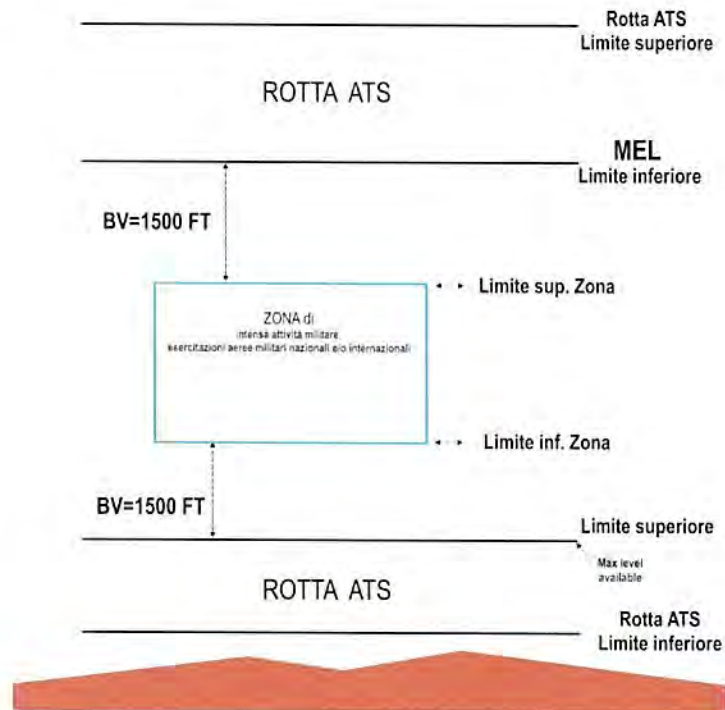 Rotta ATS
Limite superiore
ROTTA ATS
MEL
Limite inferiore
BV=1500 FT
Limite sup. Zona
ZONA di
intensa attività militare
esercitazioni aeree militari nazionali e/o internazionali
Limite inf. Zona
BV=1500 FT
Limite superiore
Max level
available
ROTTA ATS
Rotta ATS
Limite inferiore